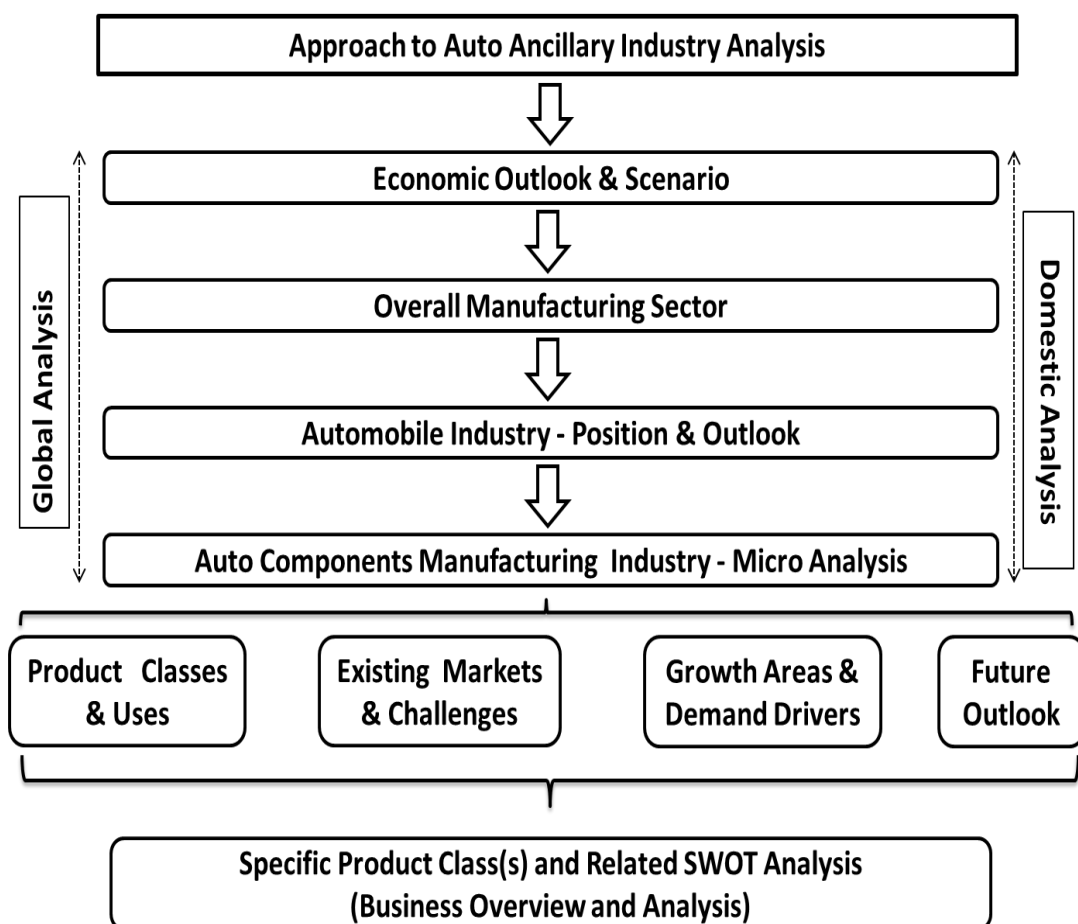 Approach to Auto Ancillary Industry Analysis
Economic Outlook & Scenario
Global Analysis
Domestic Analysis
Overall Manufacturing Sector
Automobile Industry - Position & Outlook
Auto Components Manufacturing Industry - Micro Analysis
Product Classes
& Uses
Existing Markets
& Challenges
Growth Areas &
Demand Drivers
Future
Outlook
Specific Product Class(s) and Related SWOT Analysis
(Business Overview and Analysis)